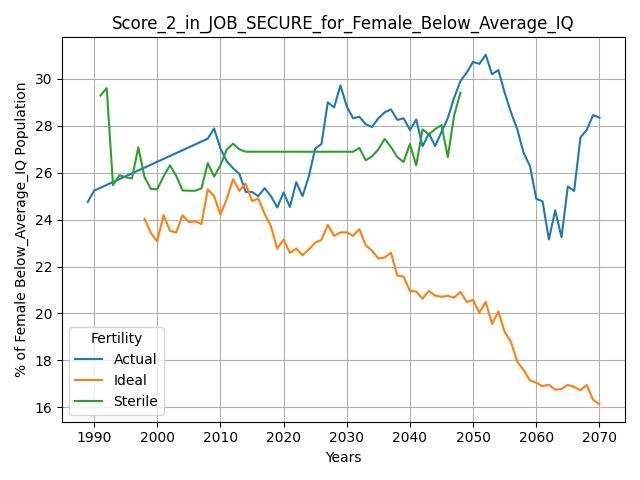 Score_2_in_JOB_SECURE_for_Female_Below_Average_IQ
% of Female Below_Average_IQ Population
30
28
26
24
22
20
18
16
Fertility
Actual
Ideal
Sterile
1990 2000 2010 2020 2030 2040 2050 2060 2070
Years